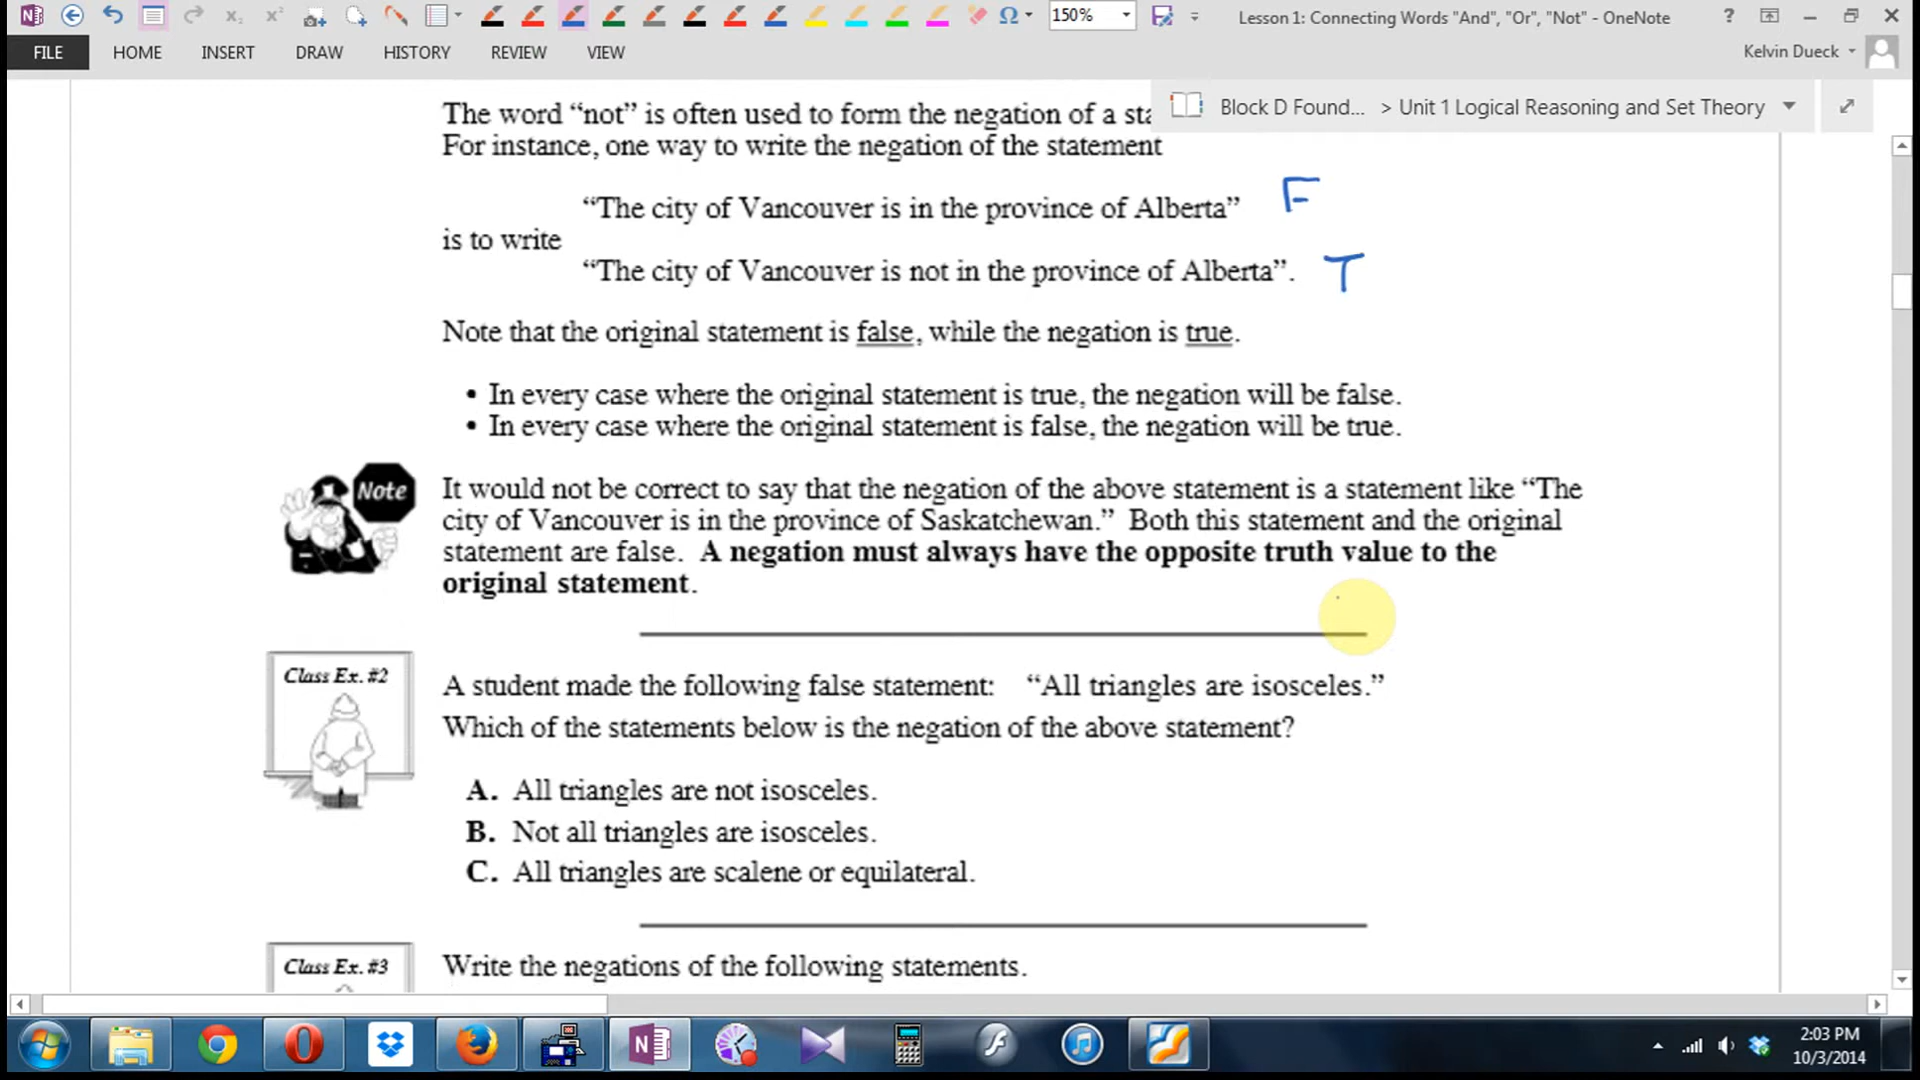 150%
Lesson 1: Connecting Words "And", "Or", "Not" - OneNote
FILE HOME INSERT DRAW HISTORY REVIEW VIEW
Kelvin Dueck
Block D Found... > Unit 1 Logical Reasoning and Set Theory
The word “not” is often used to form the negation of a
For instance, one way to write the negation of the statement
“The city of Vancouver is in the province of Alberta” F
is to write
“The city of Vancouver is not in the province of Alberta”. T
Note that the original statement is false, while the negation is true.
• In every case where the original statement is true, the negation will be false.
• In every case where the original statement is false, the negation will be true.
Note
It would not be correct to say that the negation of the above statement is a statement like “The
city of Vancouver is in the province of Saskatchewan.” Both this statement and the original
statement are false. A negation must always have the opposite truth value to the
original statement.
Class Ex. #2
A student made the following false statement: “All triangles are isosceles.”
Which of the statements below is the negation of the above statement?
A. All triangles are not isosceles.
B. Not all triangles are isosceles.
C. All triangles are scalene or equilateral.
Class Ex. #3
Write the negations of the following statements.
2:03 PM
10/3/2014